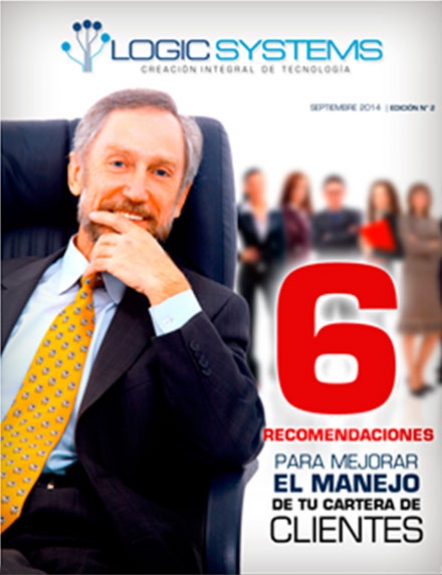 LOGIC SYSTEMS
CREACIÓN INTEGRAL DE TECNOLOGÍA
SEPTIEMBRE 2014 | EDICIÓN N° 2
6
RECOMENDACIONES
PARA MEJORAR
EL MANEJO
DE TU CARTERA DE
CLIENTES